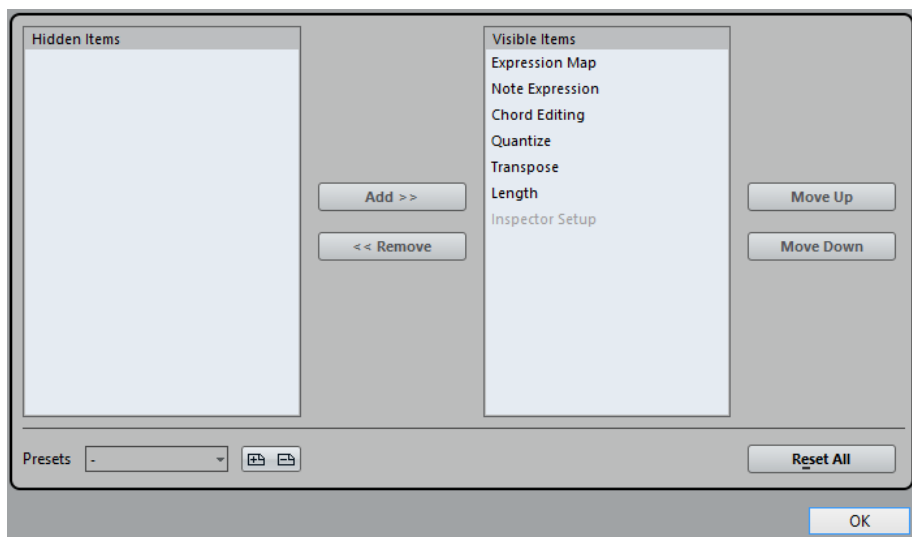 Hidden Items
Visible Items
Expression Map
Note Expression
Chord Editing
Quantize
Transpose
Length
Inspector Setup
Add >>
<< Remove
Move Up
Move Down
Presets
-
Reset All
OK